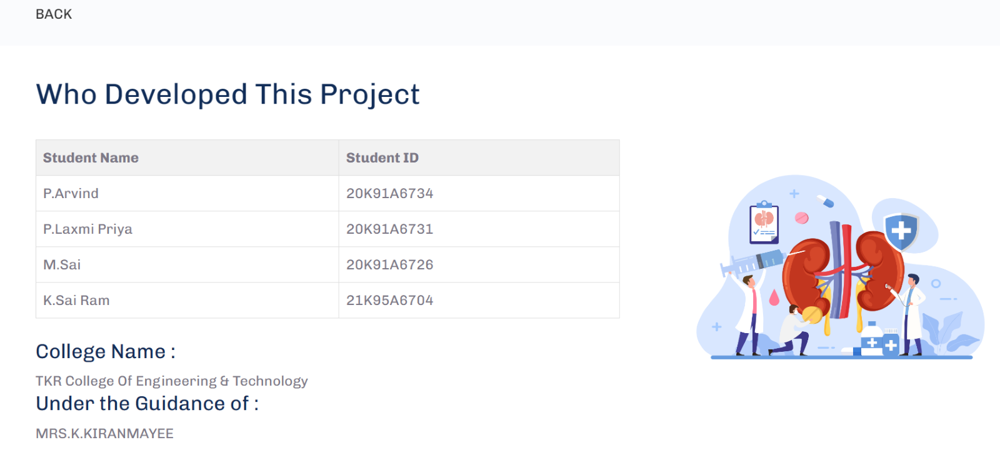 BACK
Who Developed This Project
Student Name Student ID
P.Arvind 20K91A6734
P.Laxmi Priya 20K91A6731
M.Sai 20K91A6726
K.Sai Ram 21K95A6704
College Name :
TKR College Of Engineering & Technology
Under the Guidance of :
MRS.K.KIRANMAYEE